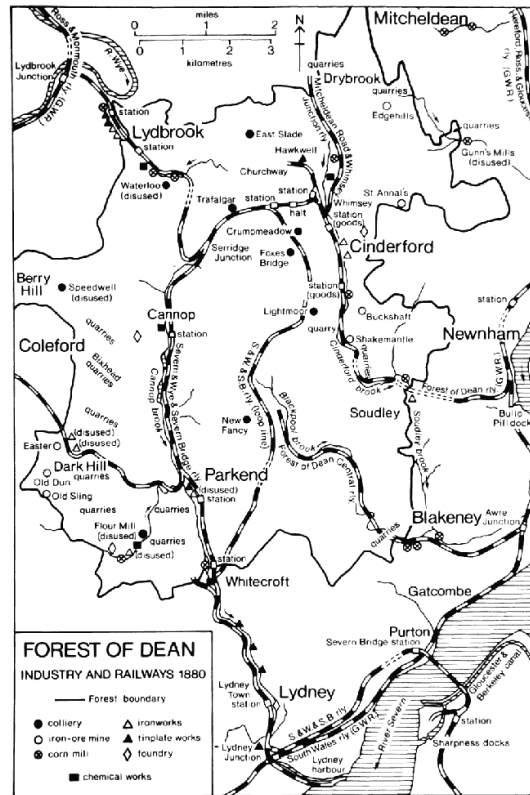 miles
0 1 2
0 1 2 3
kilometres
N
Ross & Monmouth rly (G.W.R.)
R. Wye
Lydbrook Junction
station
Lydbrook
station
Waterloo (disused)
East Slade
Hawkwell
Churchway
quarries
Drybrook
Mitcheldean
Hereford, Ross & Gloucester rly (G.W.R.)
Mitcheldean Road & Whimsey Junction rly
quarries
Edgehills
quarries
Gunn's Mills (disused)
St Annal's
Trafalgar
station
station
halt
Whimsey
station (goods)
Crumpmeadow
Foxes Bridge
Serridge Junction
Cinderford
station (goods)
Berry Hill
Speedwell (disused)
Cannop
station
Lightmoor
quarry
Buckshaft
Shakemantle
station
Newnham
(G.W.R.)
Coleford
quarries
Bixhead quarries
Cannop brook
Severn & Wye & Severn Bridge rly
S & W & S.B rly (loop line)
Cinderford brook
quarries
Forest of Dean rly
Soudley
Bullo Pill dock
quarries
(disused)
(disused)
Easter
Dark Hill
quarries
Old Dun
Old Sling
New Fancy
Blackpool brook
Forest of Dean Central rly
Soudley brook
Parkend
(disused)
station
quarries
quarries
Flour Mill (disused)
quarries
(disused)
quarries
Blakeney
Awre Junction
station
Whitecroft
Gatcombe
Severn Bridge station
Purton
Gloucester & Berkeley canal
Lydney Town station
Lydney
S & W & S.B rly
South Wales rly (G.W.R.)
River Severn
station
Sharpness docks
Lydney Junction
Lydney harbour
FOREST OF DEAN
INDUSTRY AND RAILWAYS 1880
Forest boundary
colliery
ironworks
iron-ore mine
tinplate works
corn mill
foundry
chemical works